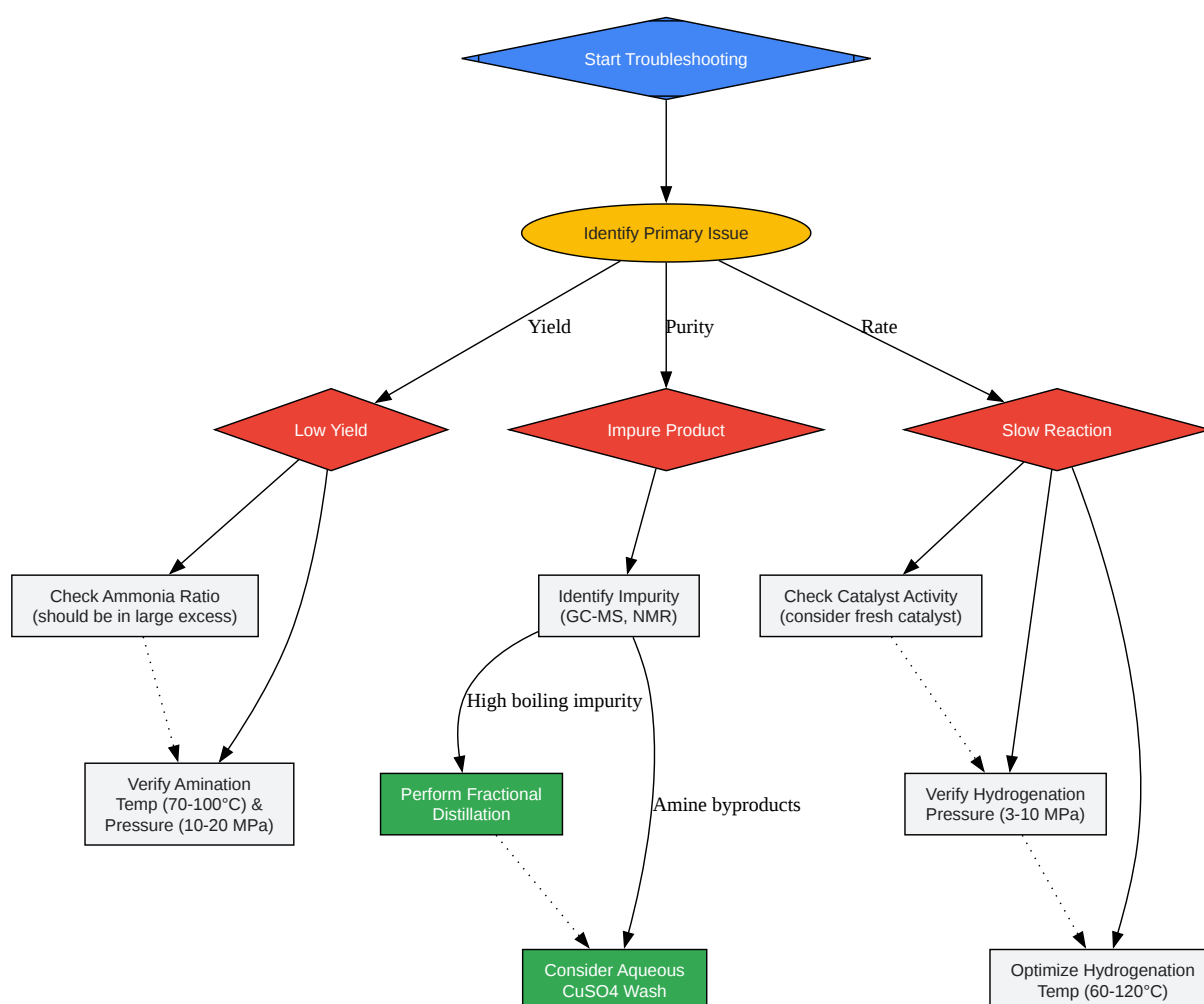 Start Troubleshooting
Identify Primary Issue
Yield
Purity
Rate
Low Yield
Impure Product
Slow Reaction
Check Ammonia Ratio
(should be in large excess)
Identify Impurity
(GC-MS, NMR)
Check Catalyst Activity
(consider fresh catalyst)
High boiling impurity
Verify Amination
Temp (70-100°C) &
Pressure (10-20 MPa)
Perform Fractional
Distillation
Amine byproducts
Verify Hydrogenation
Pressure (3-10 MPa)
Consider Aqueous
CuSO4 Wash
Optimize Hydrogenation
Temp (60-120°C)